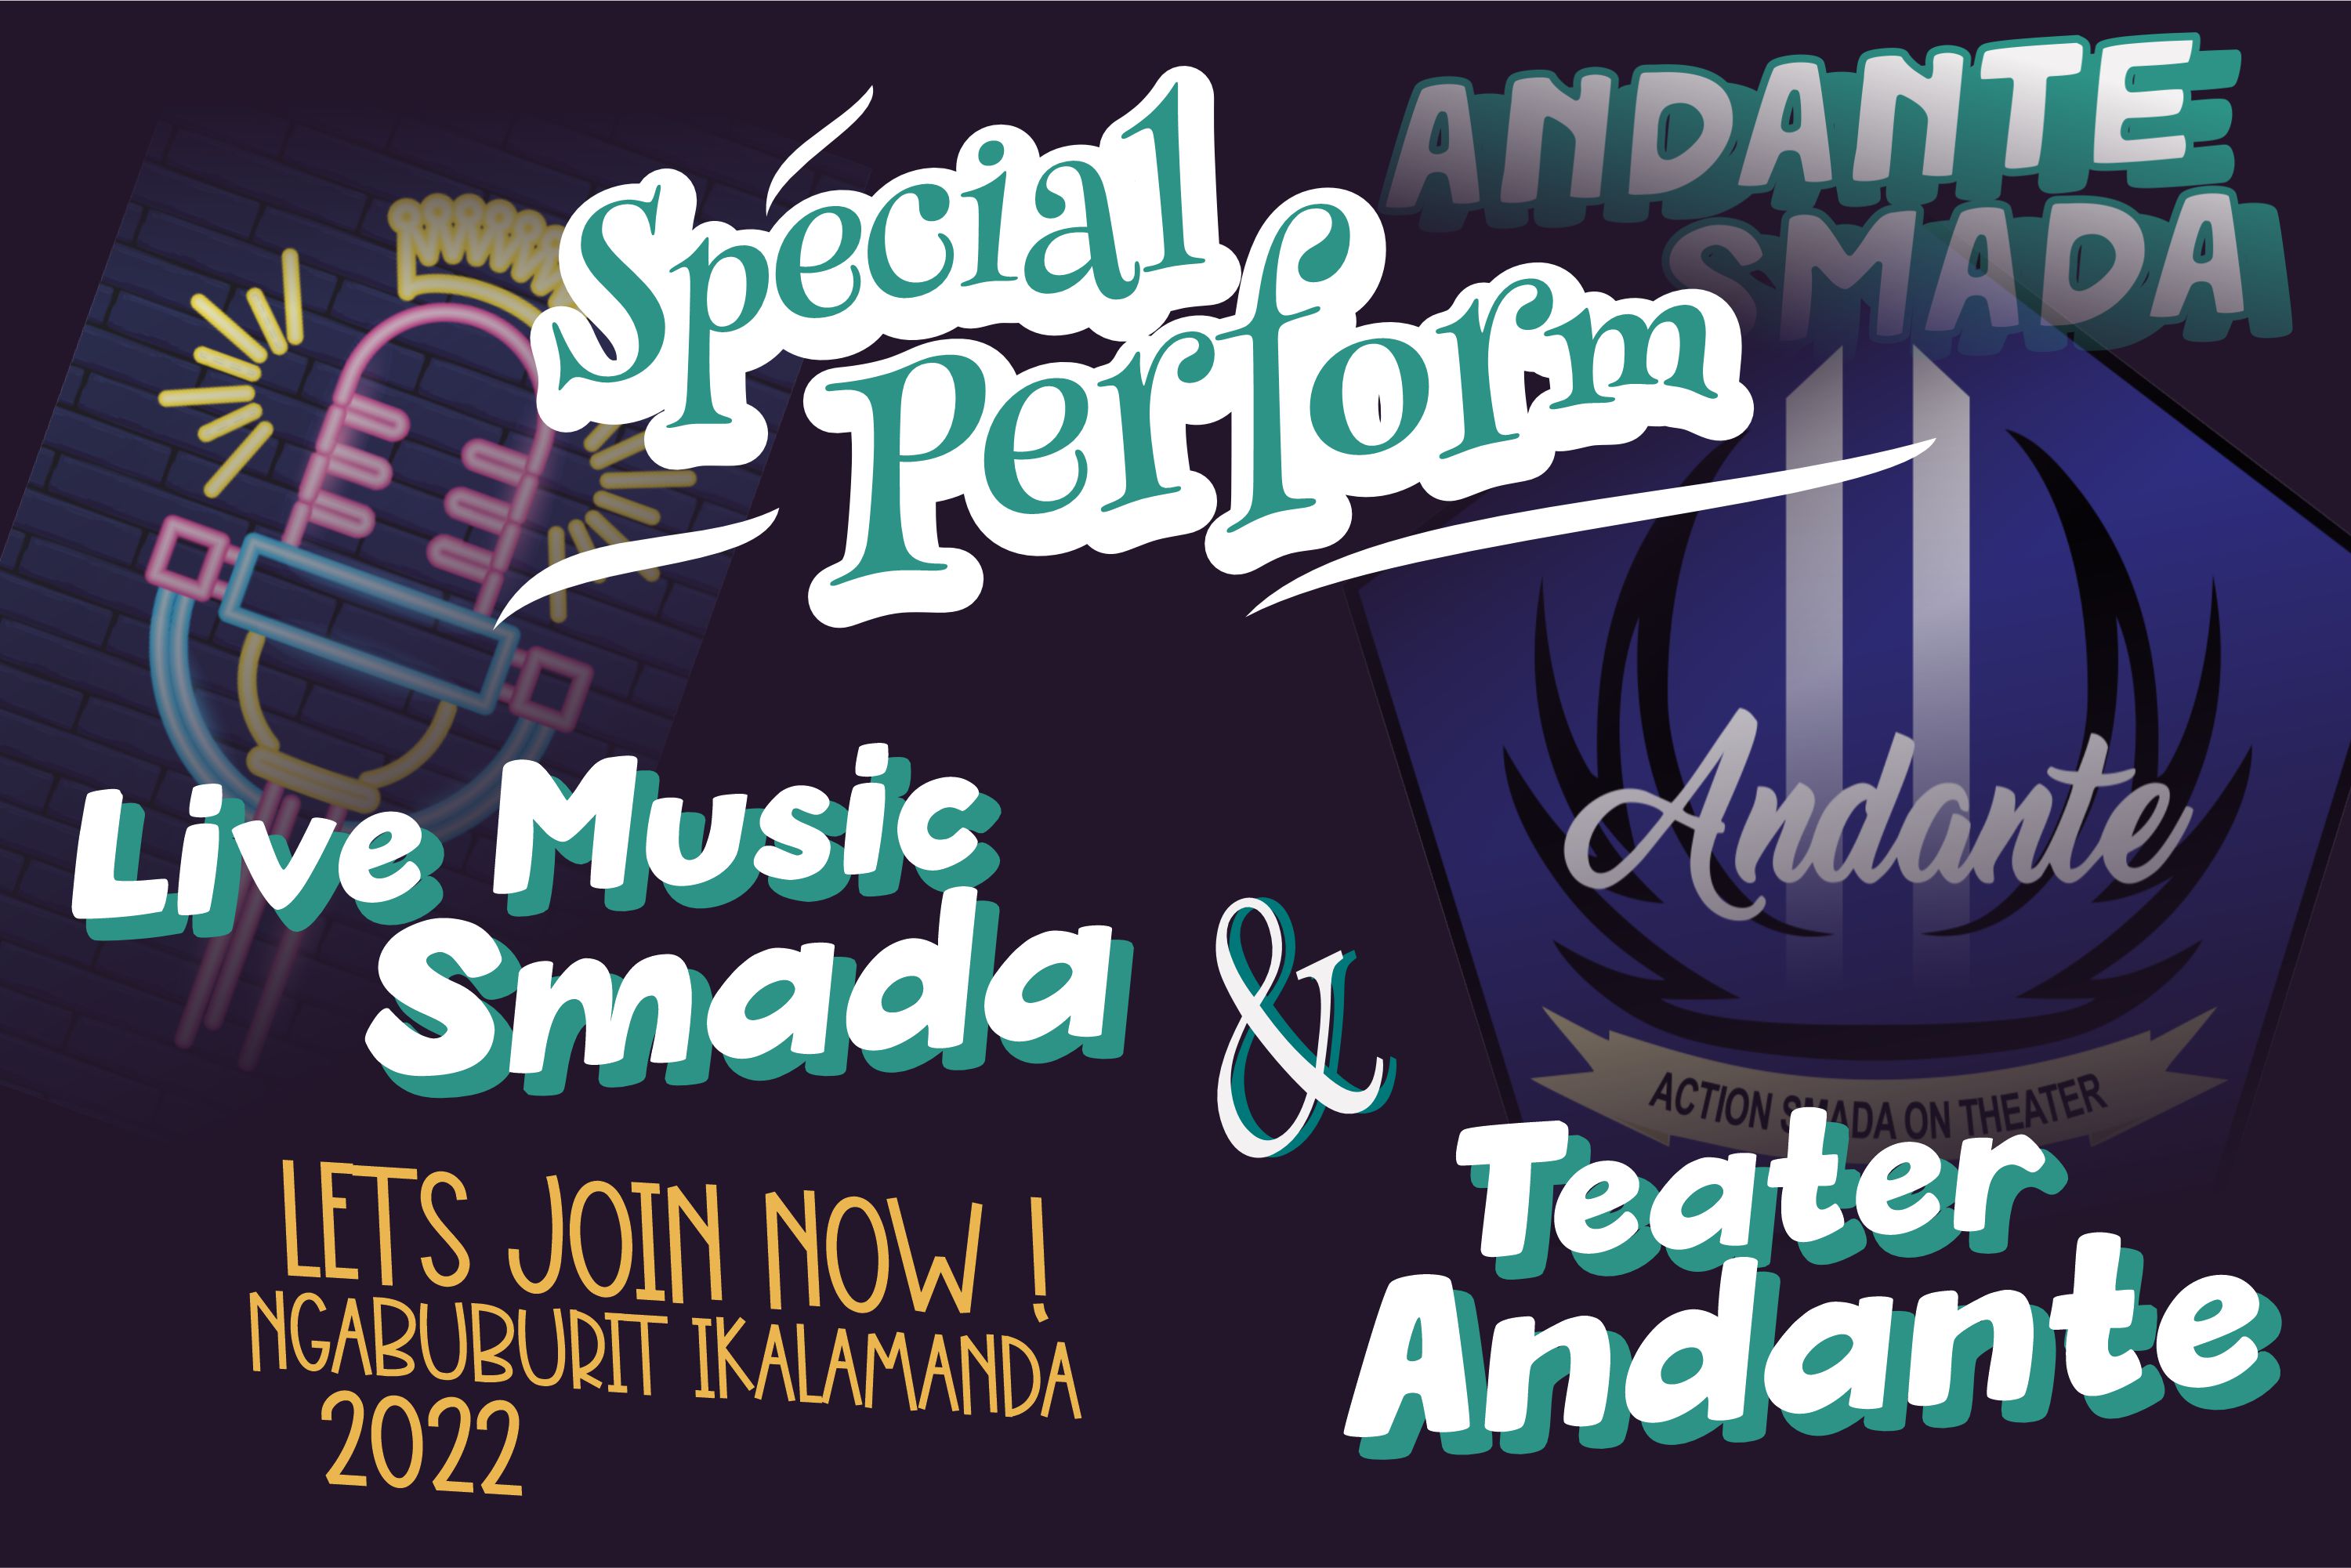 ANDANTE
SMADA
Special
Perform
Andante
ACTION SMADA ON THEATER
Live Music
Smada
&
Teater
Andante
LETS JOIN NOW !
NGABUBURIT IKALAMANDA
2022